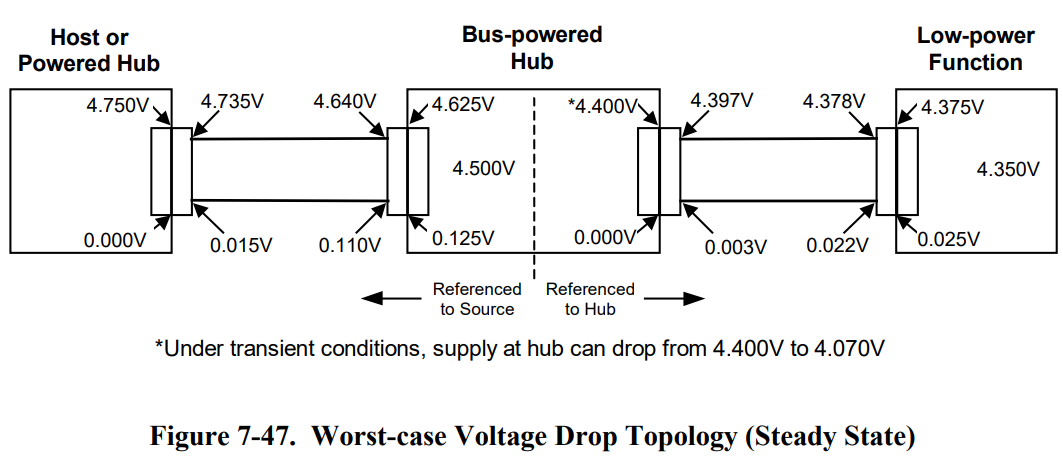 Host or
Powered Hub
Bus-powered
Hub
Low-power
Function
4.750V
4.735V
4.640V
4.625V
*4.400V
4.397V
4.378V
4.375V
4.500V
4.350V
0.000V
0.015V
0.110V
0.125V
0.000V
0.003V
0.022V
0.025V
Referenced
to Source
Referenced
to Hub
*Under transient conditions, supply at hub can drop from 4.400V to 4.070V
Figure 7-47. Worst-case Voltage Drop Topology (Steady State)